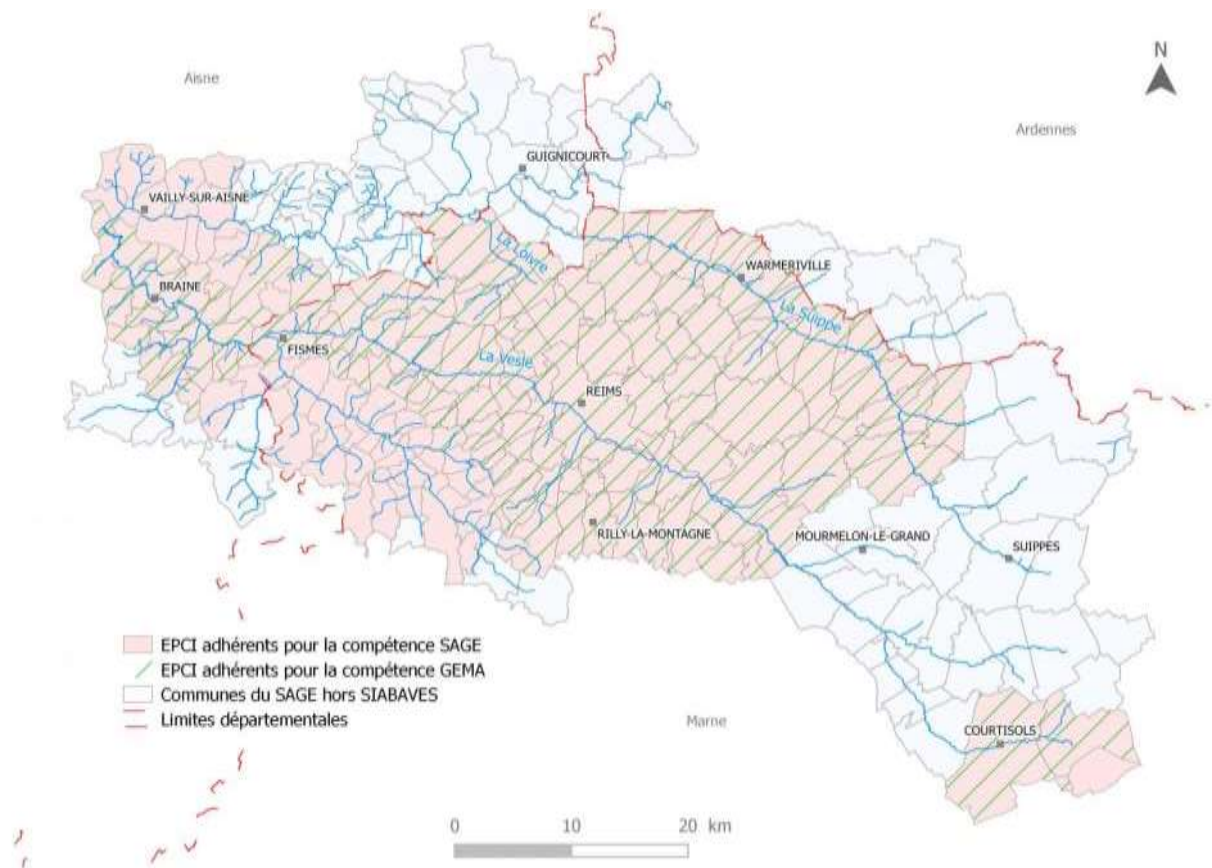 N
Aisne
Ardennes
GUIGNICOURT
VAILLY-SUR-AISNE
La Loivre
WARMERIVILLE
BRAINE
La Suippe
FISMES
La Vesle
REIMS
RILLY-LA-MONTAGNE
MOURMELON-LE-GRAND
SUIPPES
EPCI adhérents pour la compétence SAGE
EPCI adhérents pour la compétence GEMA
Communes du SAGE hors SIABAVES
Limites départementales
Marne
COURTISOLS
0 10 20 km